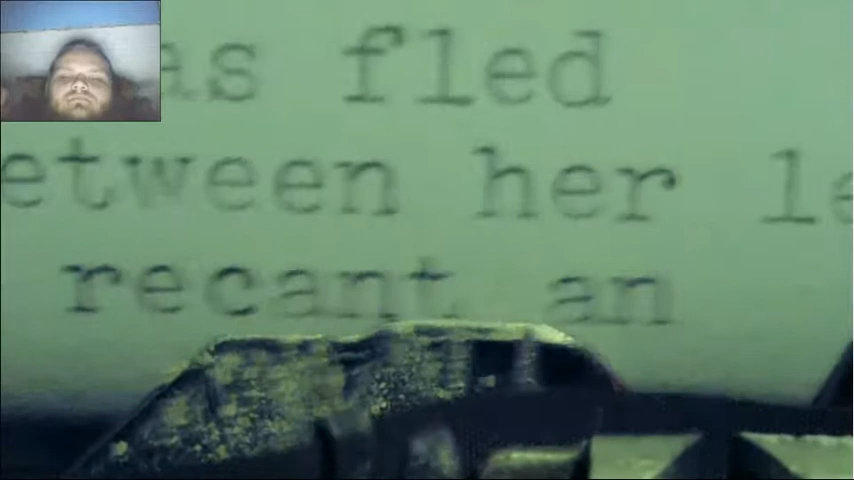 as fled
etween her le
recant an